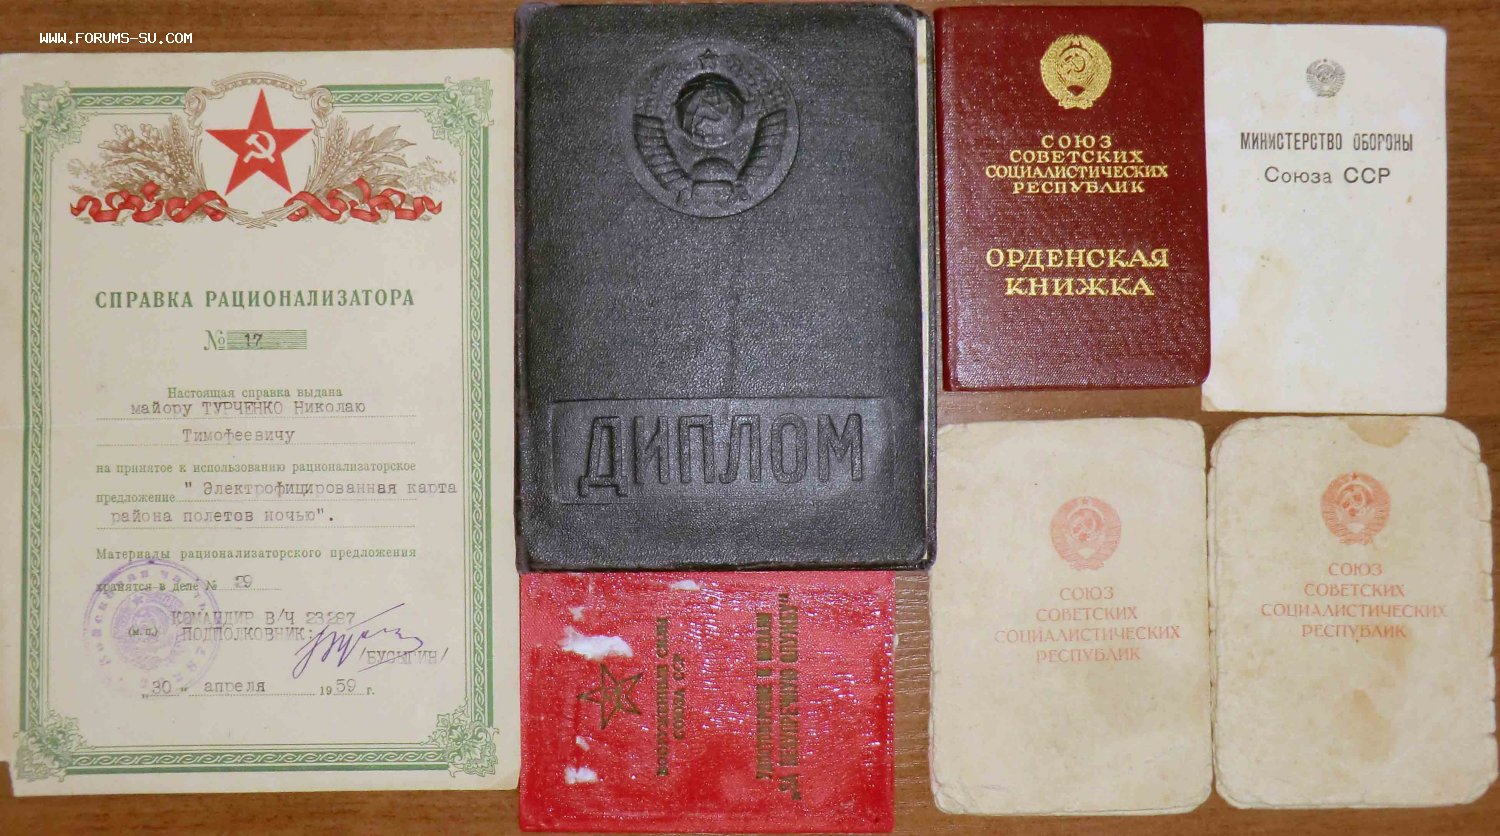 WWW.FORUMS-SU.COM
СПРАВКА РАЦИОНАЛИЗАТОРА
№ 17
Настоящая справка выдана
майору ТУРЧЕНКО Николаю
Тимофеевичу
на принятое к использованию рационализаторское
предложение " Электрофицированная карта
района полетов ночью".
Материалы рационализаторского предложения
хранятся в деле № 29
КОМАНДИР В/Ч 23287
(м. п.) ПОДПОЛКОВНИК:
/БУСЫГИН/
„30 " апреля 1959 г.
Войсковая часть
ДИПЛОМ
ВООРУЖЕННЫЕ СИЛЫ
СОЮЗА ССР
УДОСТОВЕРЕНИЕ К МЕДАЛИ
„ЗА БЕЗУПРЕЧНУЮ СЛУЖБУ"
СОЮЗ
СОВЕТСКИХ
СОЦИАЛИСТИЧЕСКИХ
РЕСПУБЛИК
ОРДЕНСКАЯ
КНИЖКА
МИНИСТЕРСТВО ОБОРОНЫ
Союза ССР
СОЮЗ
СОВЕТСКИХ
СОЦИАЛИСТИЧЕСКИХ
РЕСПУБЛИК
СОЮЗ
СОВЕТСКИХ
СОЦИАЛИСТИЧЕСКИХ
РЕСПУБЛИК